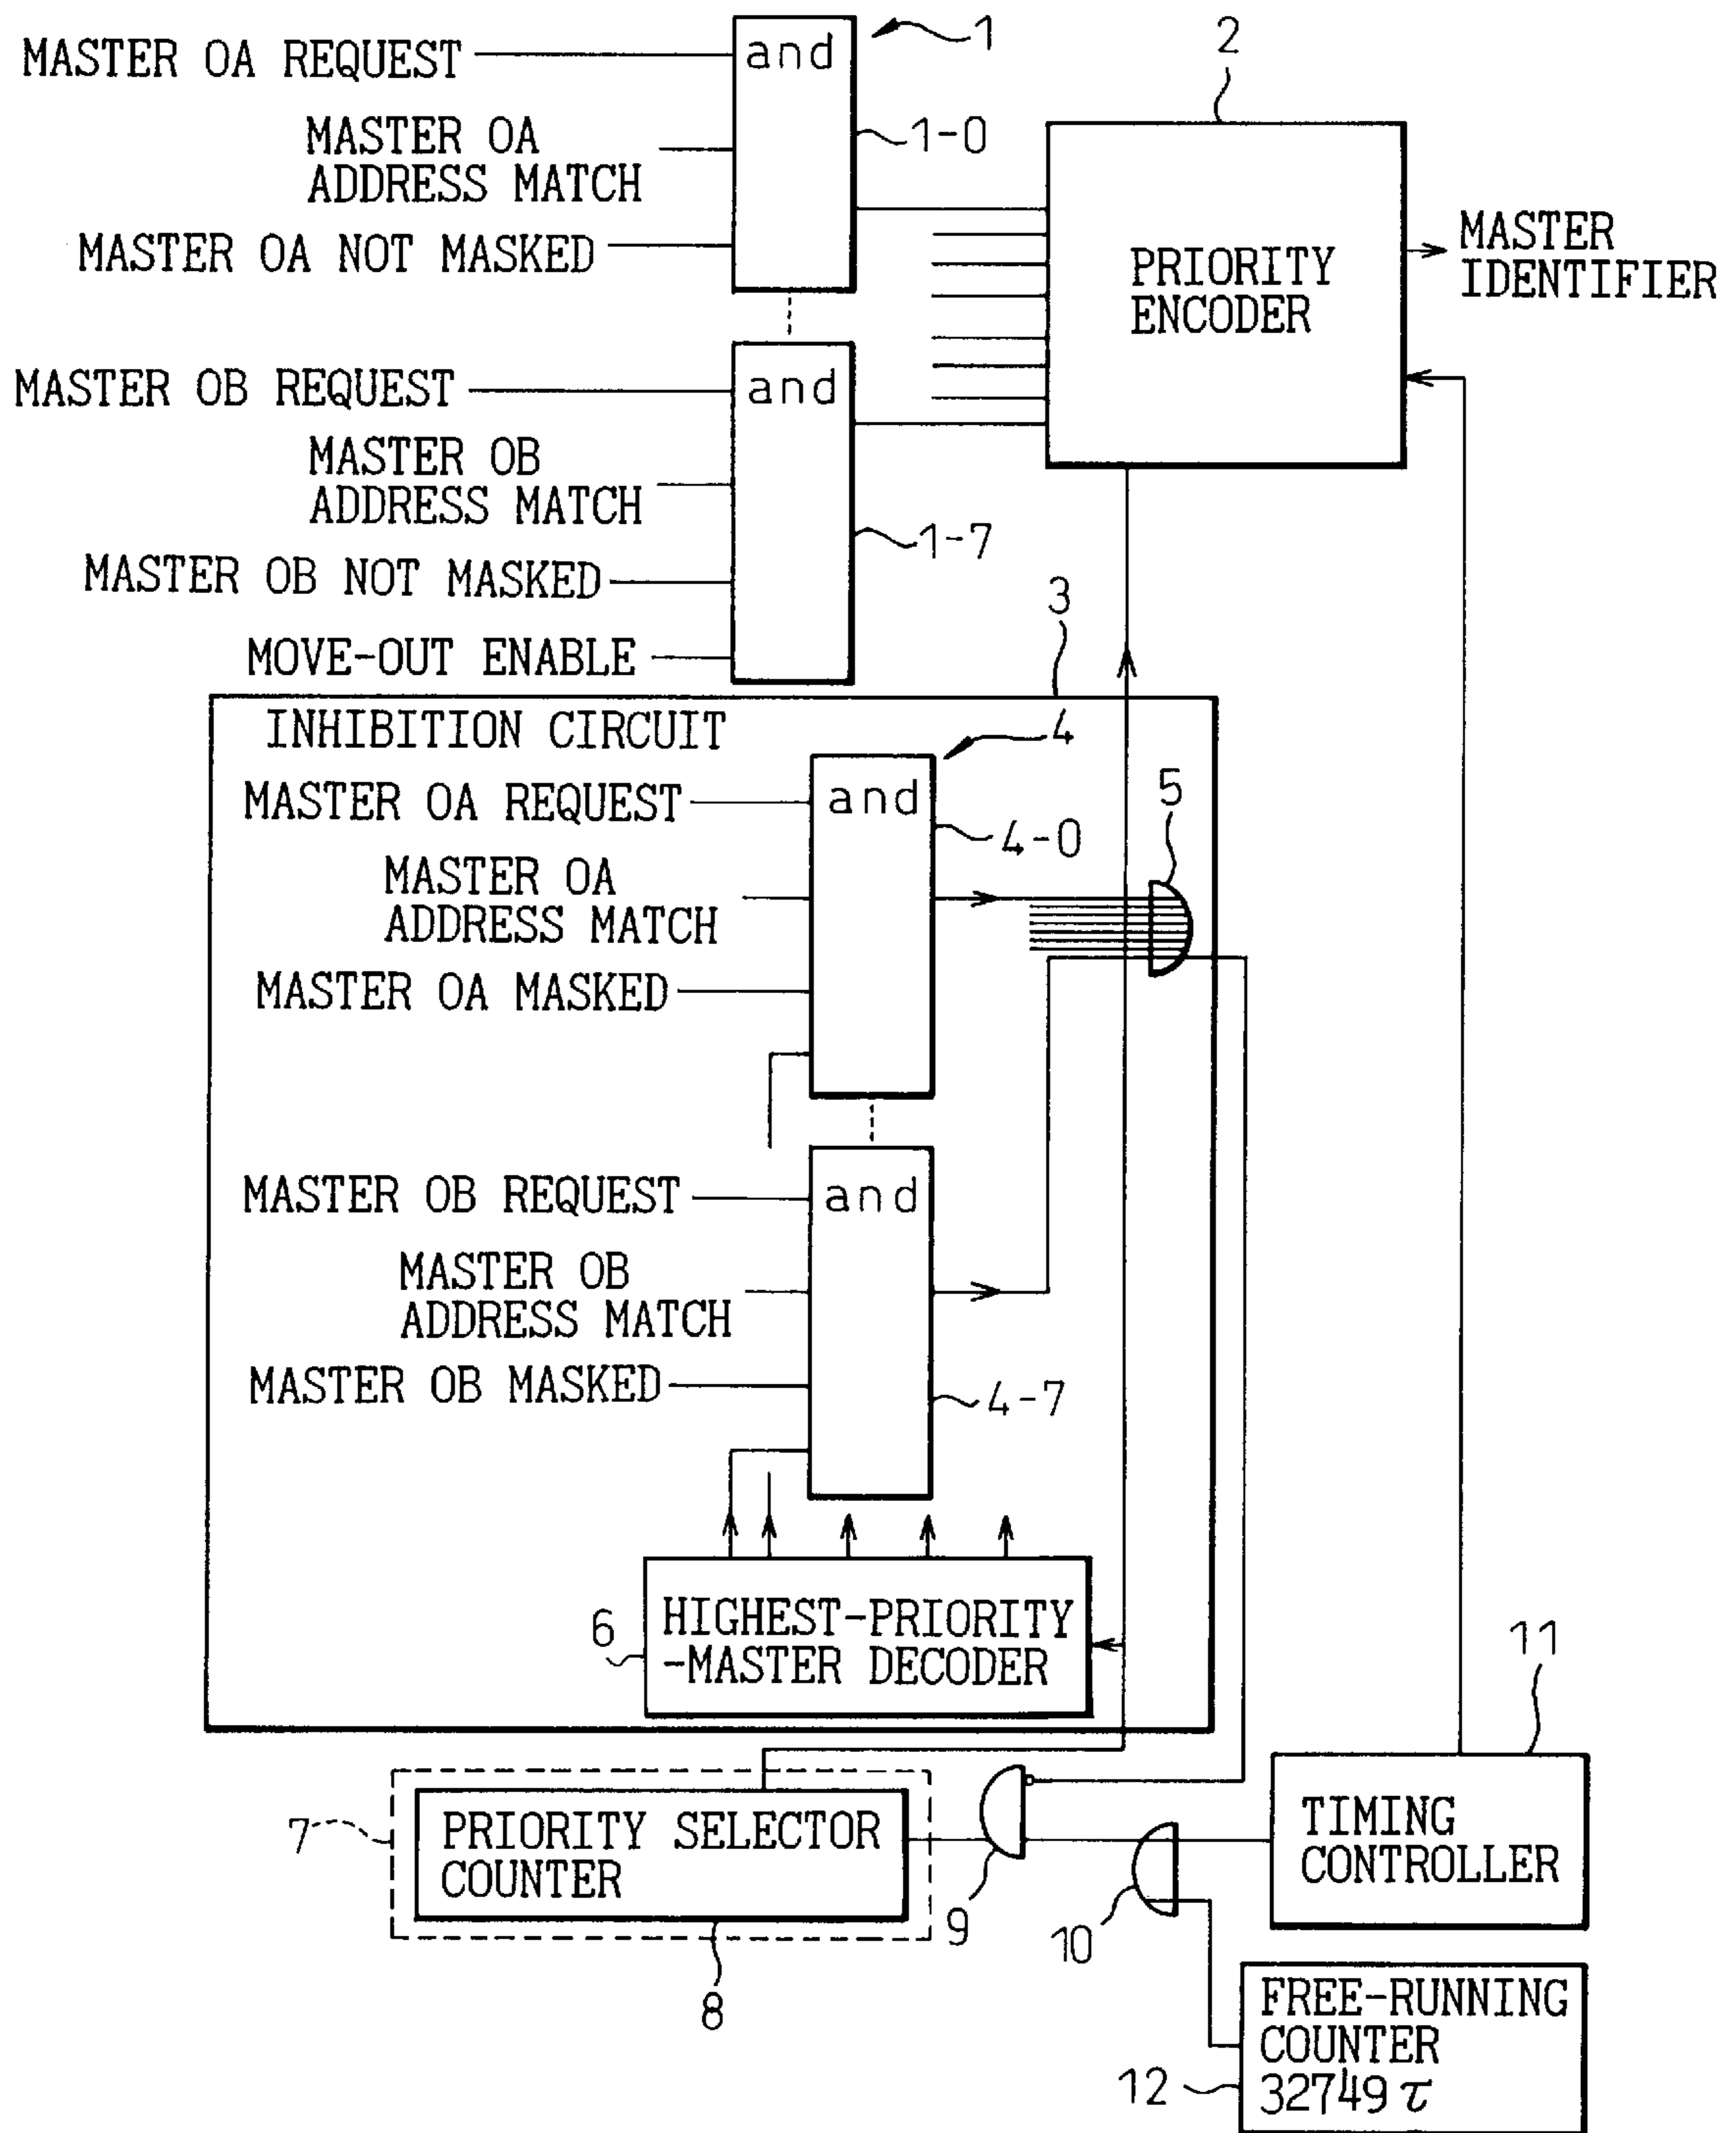 1
and
MASTER OA REQUEST
2
MASTER OA
ADDRESS MATCH
1-0
MASTER OA NOT MASKED
PRIORITY
ENCODER
MASTER
IDENTIFIER
and
MASTER OB REQUEST
MASTER OB
ADDRESS MATCH
1-7
MASTER OB NOT MASKED
MOVE-OUT ENABLE
3
INHIBITION CIRCUIT
4
and
MASTER OA REQUEST
4-0
5
MASTER OA
ADDRESS MATCH
MASTER OA MASKED
and
MASTER OB REQUEST
MASTER OB
ADDRESS MATCH
MASTER OB MASKED
4-7
6
HIGHEST-PRIORITY
-MASTER DECODER
11
7
PRIORITY SELECTOR
COUNTER
8
9
10
TIMING
CONTROLLER
FREE-RUNNING
COUNTER
32749 τ
12